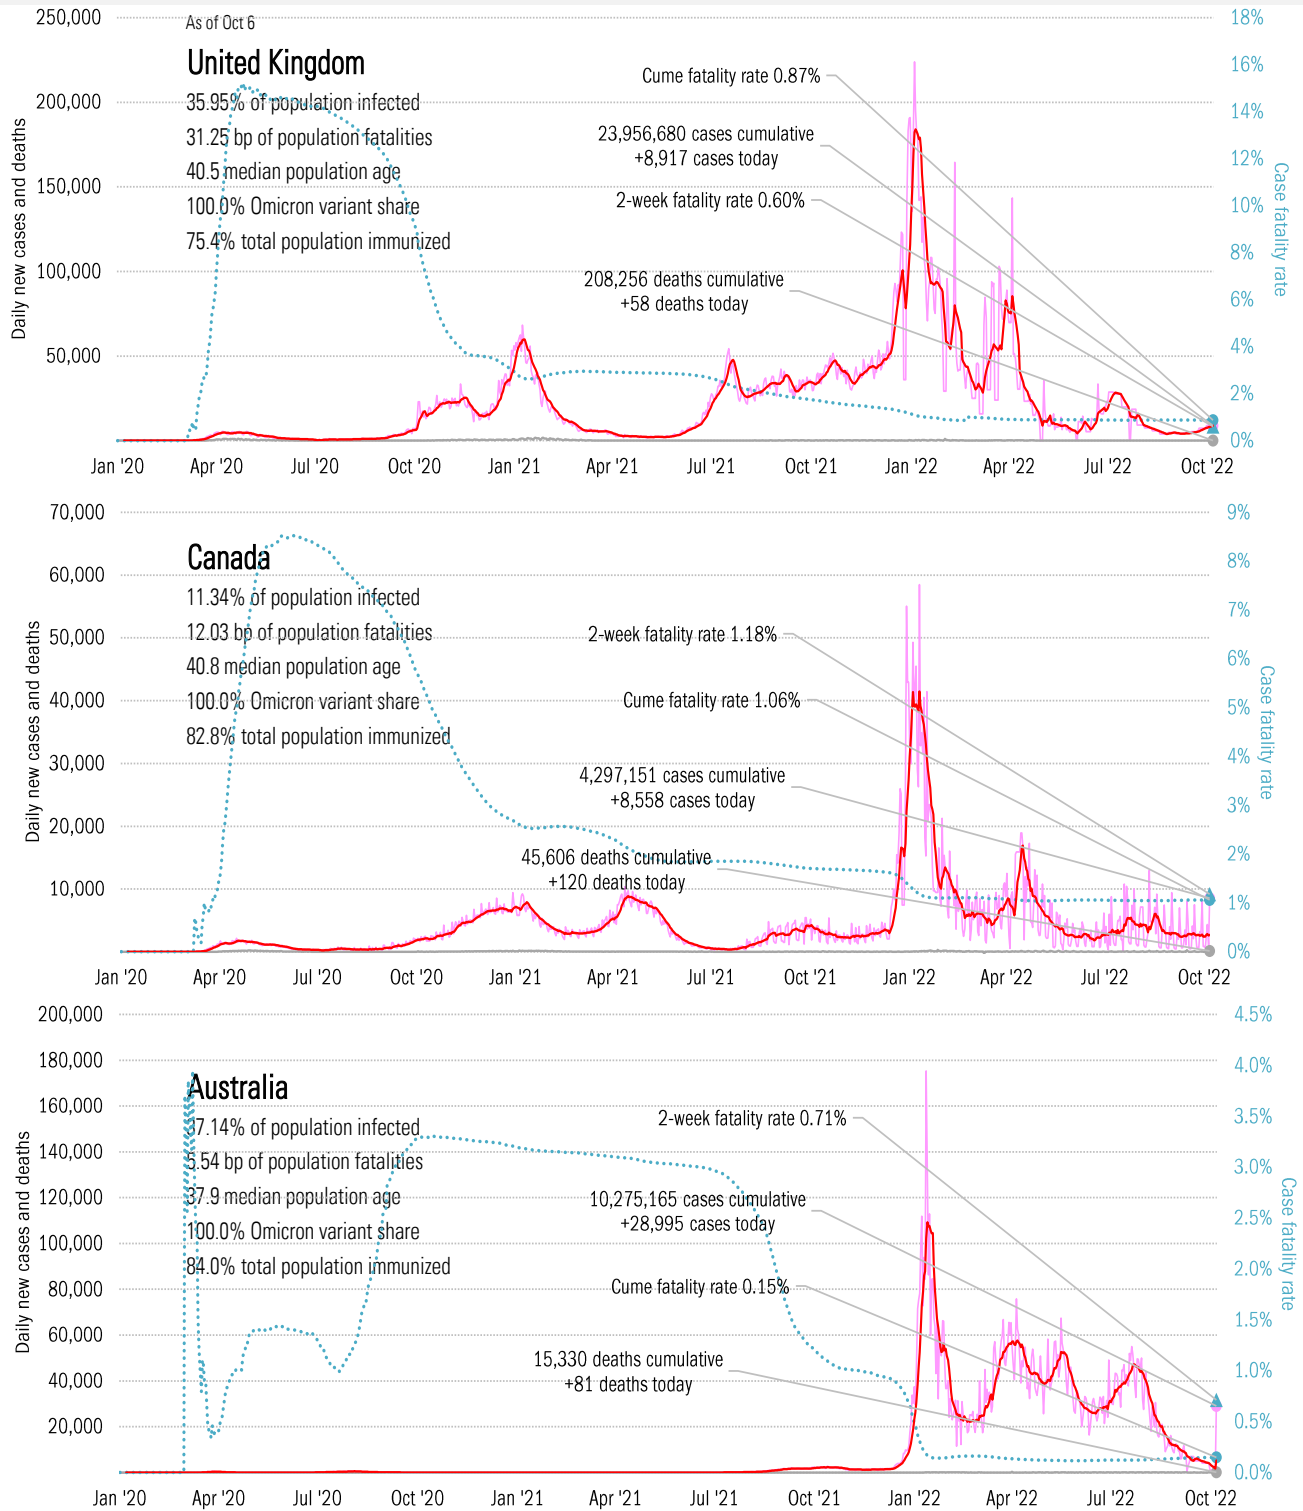 As of Oct 6
United Kingdom
35.95% of population infected
31.25 bp of population fatalities
40.5 median population age
100.0% Omicron variant share
75.4% total population immunized
Cume fatality rate 0.87%
23,956,680 cases cumulative
+8,917 cases today
2-week fatality rate 0.60%
208,256 deaths cumulative
+58 deaths today
Daily new cases and deaths
250,000
200,000
150,000
100,000
50,000
18%
16%
14%
12%
10%
8%
6%
4%
2%
0%
Case fatality rate
Jan '20 Apr '20 Jul '20 Oct '20 Jan '21 Apr '21 Jul '21 Oct '21 Jan '22 Apr '22 Jul '22 Oct '22
Canada
11.34% of population infected
12.03 bp of population fatalities
40.8 median population age
100.0% Omicron variant share
82.8% total population immunized
2-week fatality rate 1.18%
Cume fatality rate 1.06%
4,297,151 cases cumulative
+8,558 cases today
45,606 deaths cumulative
+120 deaths today
Daily new cases and deaths
70,000
60,000
50,000
40,000
30,000
20,000
10,000
9%
8%
7%
6%
5%
4%
3%
2%
1%
0%
Case fatality rate
Jan '20 Apr '20 Jul '20 Oct '20 Jan '21 Apr '21 Jul '21 Oct '21 Jan '22 Apr '22 Jul '22 Oct '22
Australia
37.14% of population infected
5.54 bp of population fatalities
37.9 median population age
100.0% Omicron variant share
84.0% total population immunized
2-week fatality rate 0.71%
10,275,165 cases cumulative
+28,995 cases today
Cume fatality rate 0.15%
15,330 deaths cumulative
+81 deaths today
Daily new cases and deaths
200,000
180,000
160,000
140,000
120,000
100,000
80,000
60,000
40,000
20,000
4.5%
4.0%
3.5%
3.0%
2.5%
2.0%
1.5%
1.0%
0.5%
0.0%
Case fatality rate
Jan '20 Apr '20 Jul '20 Oct '20 Jan '21 Apr '21 Jul '21 Oct '21 Jan '22 Apr '22 Jul '22 Oct '22